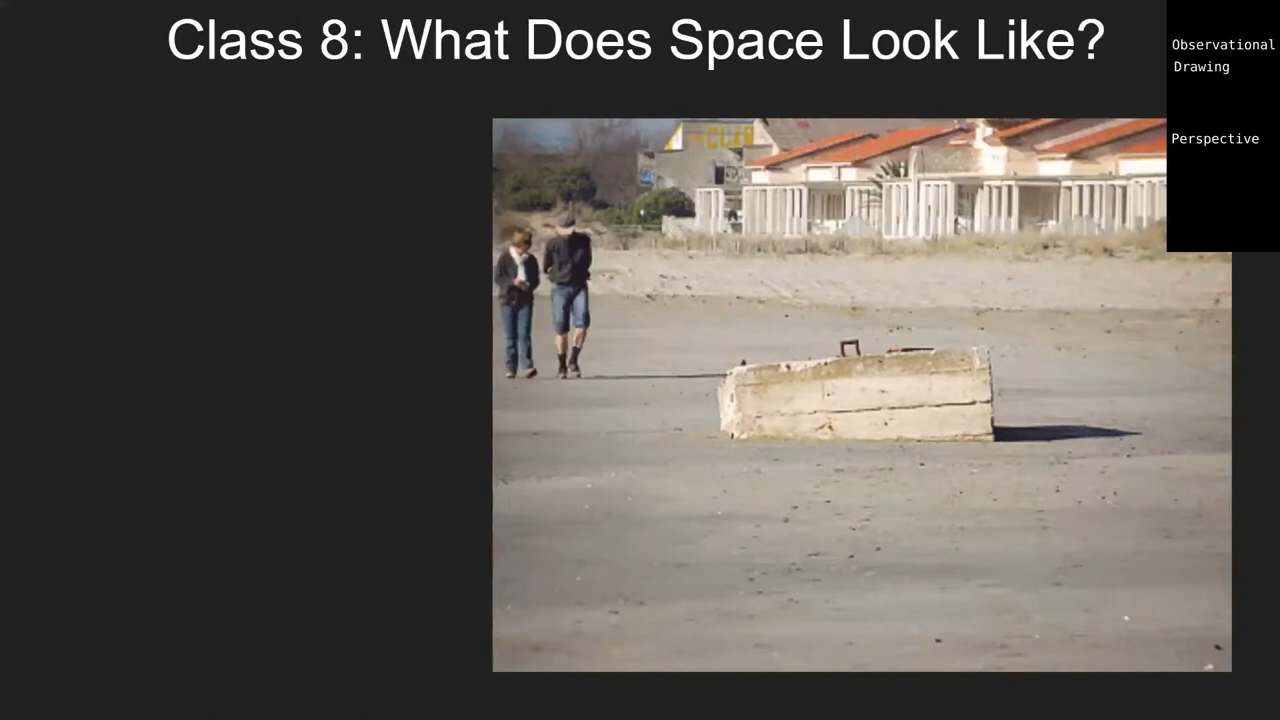 Class 8: What Does Space Look Like?
Observational
Drawing
Perspective